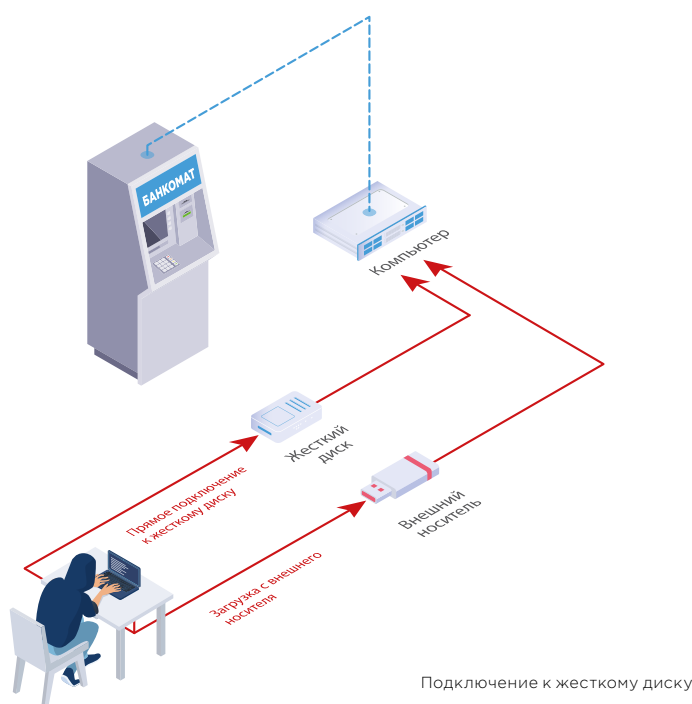 БАНКОМАТ
Компьютер
Жесткий
диск
Прямое подключение
к жесткому диску
Внешний
носитель
Загрузка с внешнего
носителя
Подключение к жесткому диску